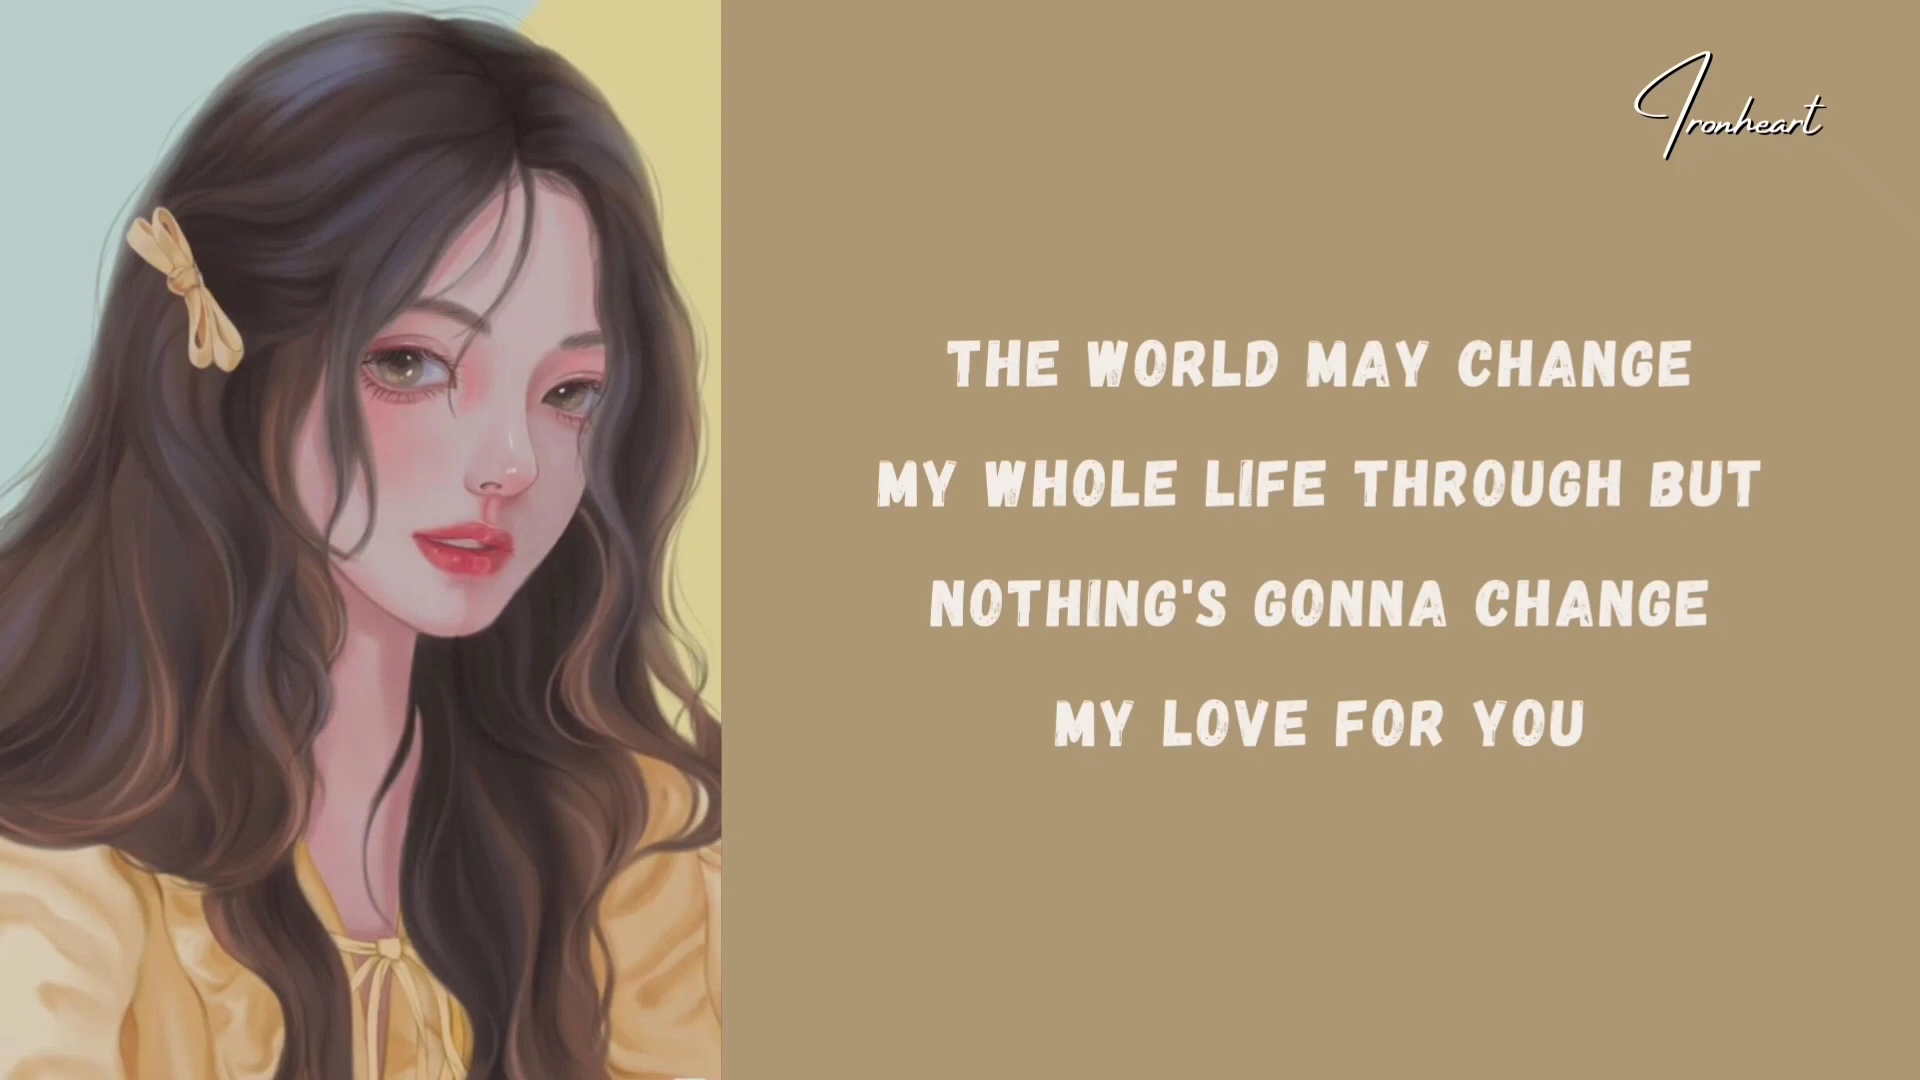 Ironheart
THE WORLD MAY CHANGE
MY WHOLE LIFE THROUGH BUT
NOTHING'S GONNA CHANGE
MY LOVE FOR YOU